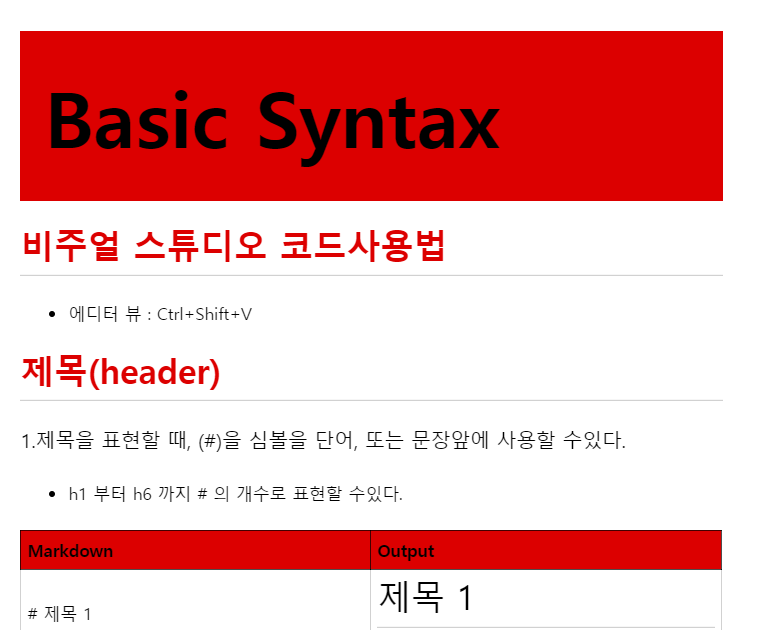 Basic Syntax
비주얼 스튜디오 코드사용법
에디터 뷰 : Ctrl+Shift+V
제목(header)
1.제목을 표현할 때, (#)을 심볼을 단어, 또는 문장앞에 사용할 수있다.
h1 부터 h6 까지 # 의 개수로 표현할 수있다.
Markdown Output
# 제목 1 제목 1